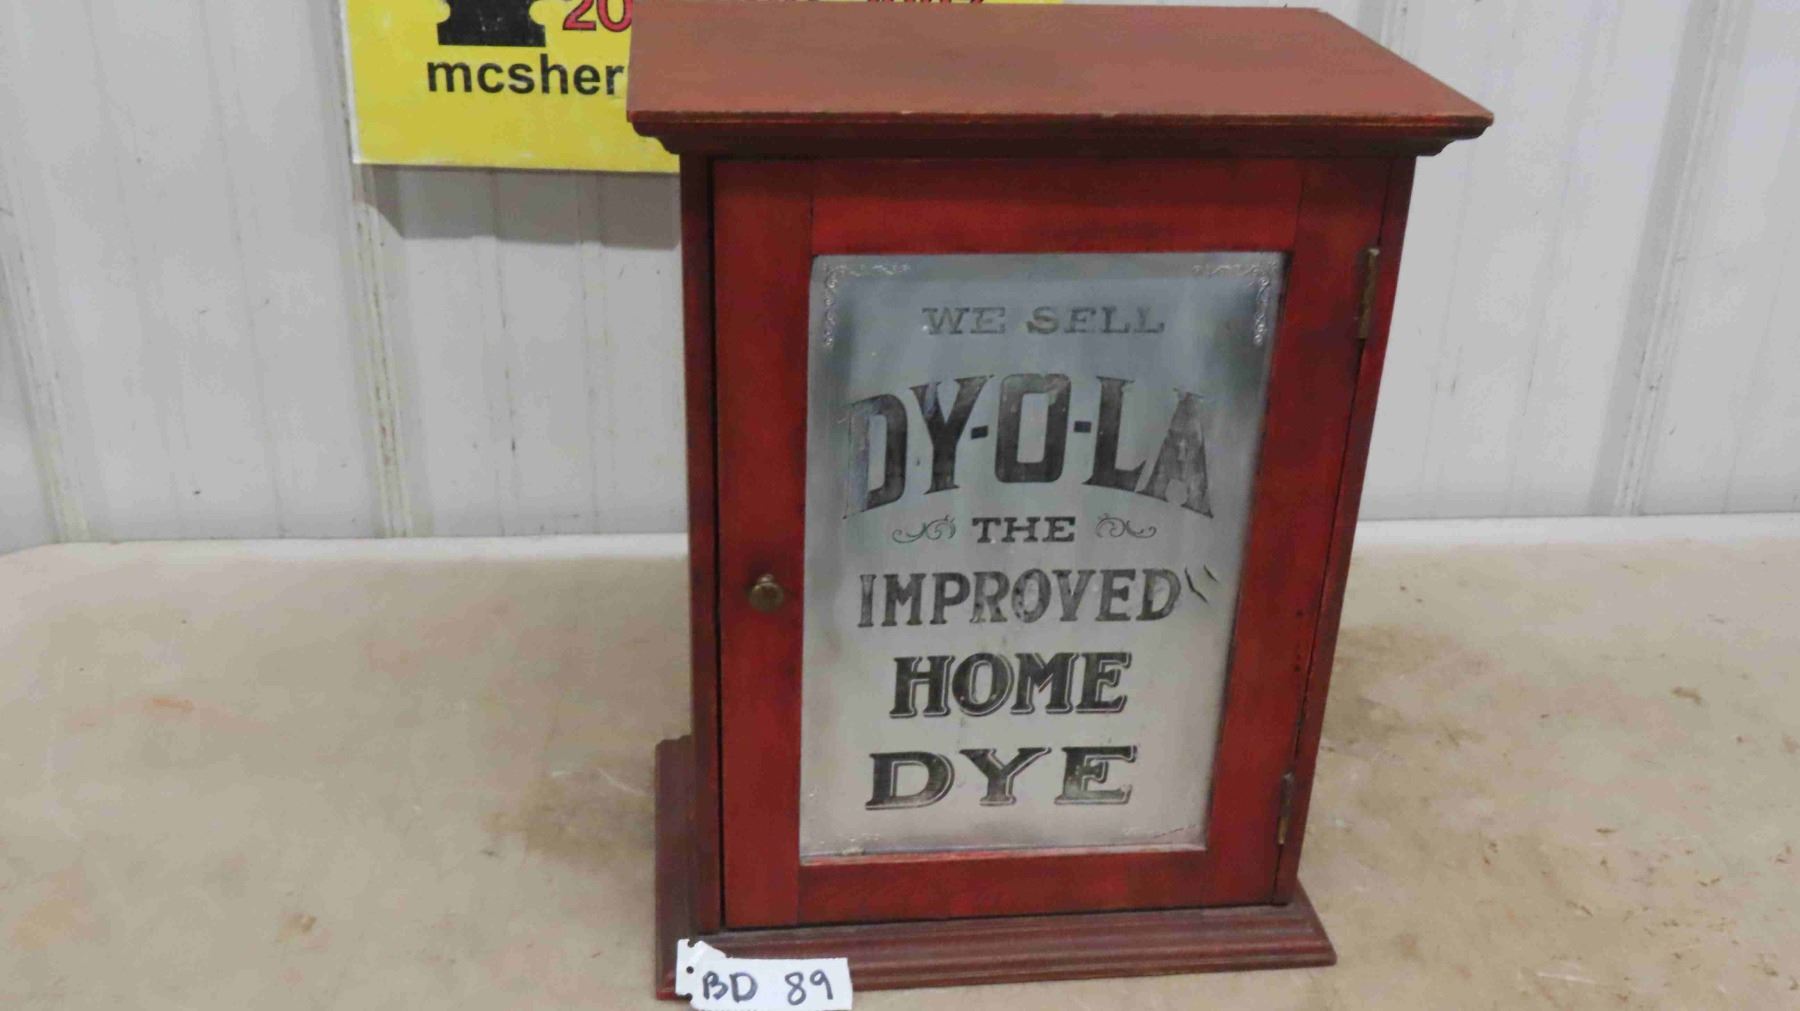 mcsher
WE SELL
DY-O-LA
THE
IMPROVED
HOME
DYE
BD 89